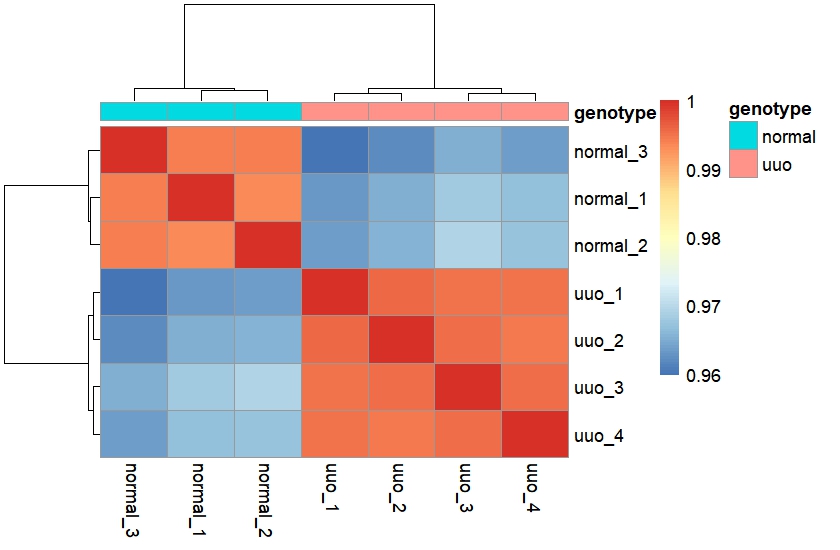 genotype
normal_3
normal_1
normal_2
uuo_1
uuo_2
uuo_3
uuo_4
1
0.99
0.98
0.97
0.96
genotype
normal
uuo
normal_3
normal_1
normal_2
uuo_1
uuo_2
uuo_3
uuo_4